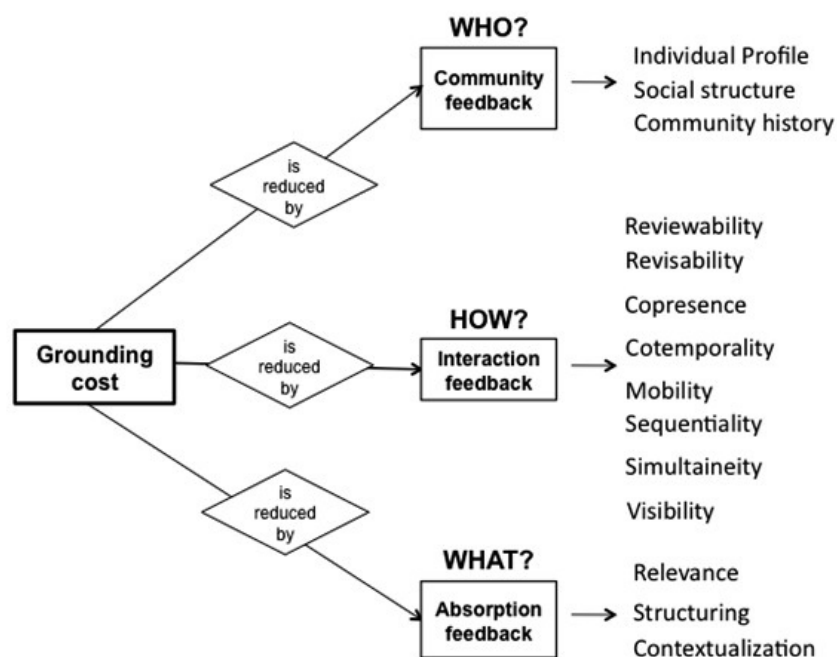 WHO?
Community
feedback
Individual Profile
Social structure
Community history
is
reduced
by
Reviewability
Revisability
Copresence
Cotemporality
Mobility
Sequentiality
Simultaineity
Visibility
HOW?
Interaction
feedback
is
reduced
by
Grounding
cost
is
reduced
by
WHAT?
Absorption
feedback
Relevance
Structuring
Contextualization